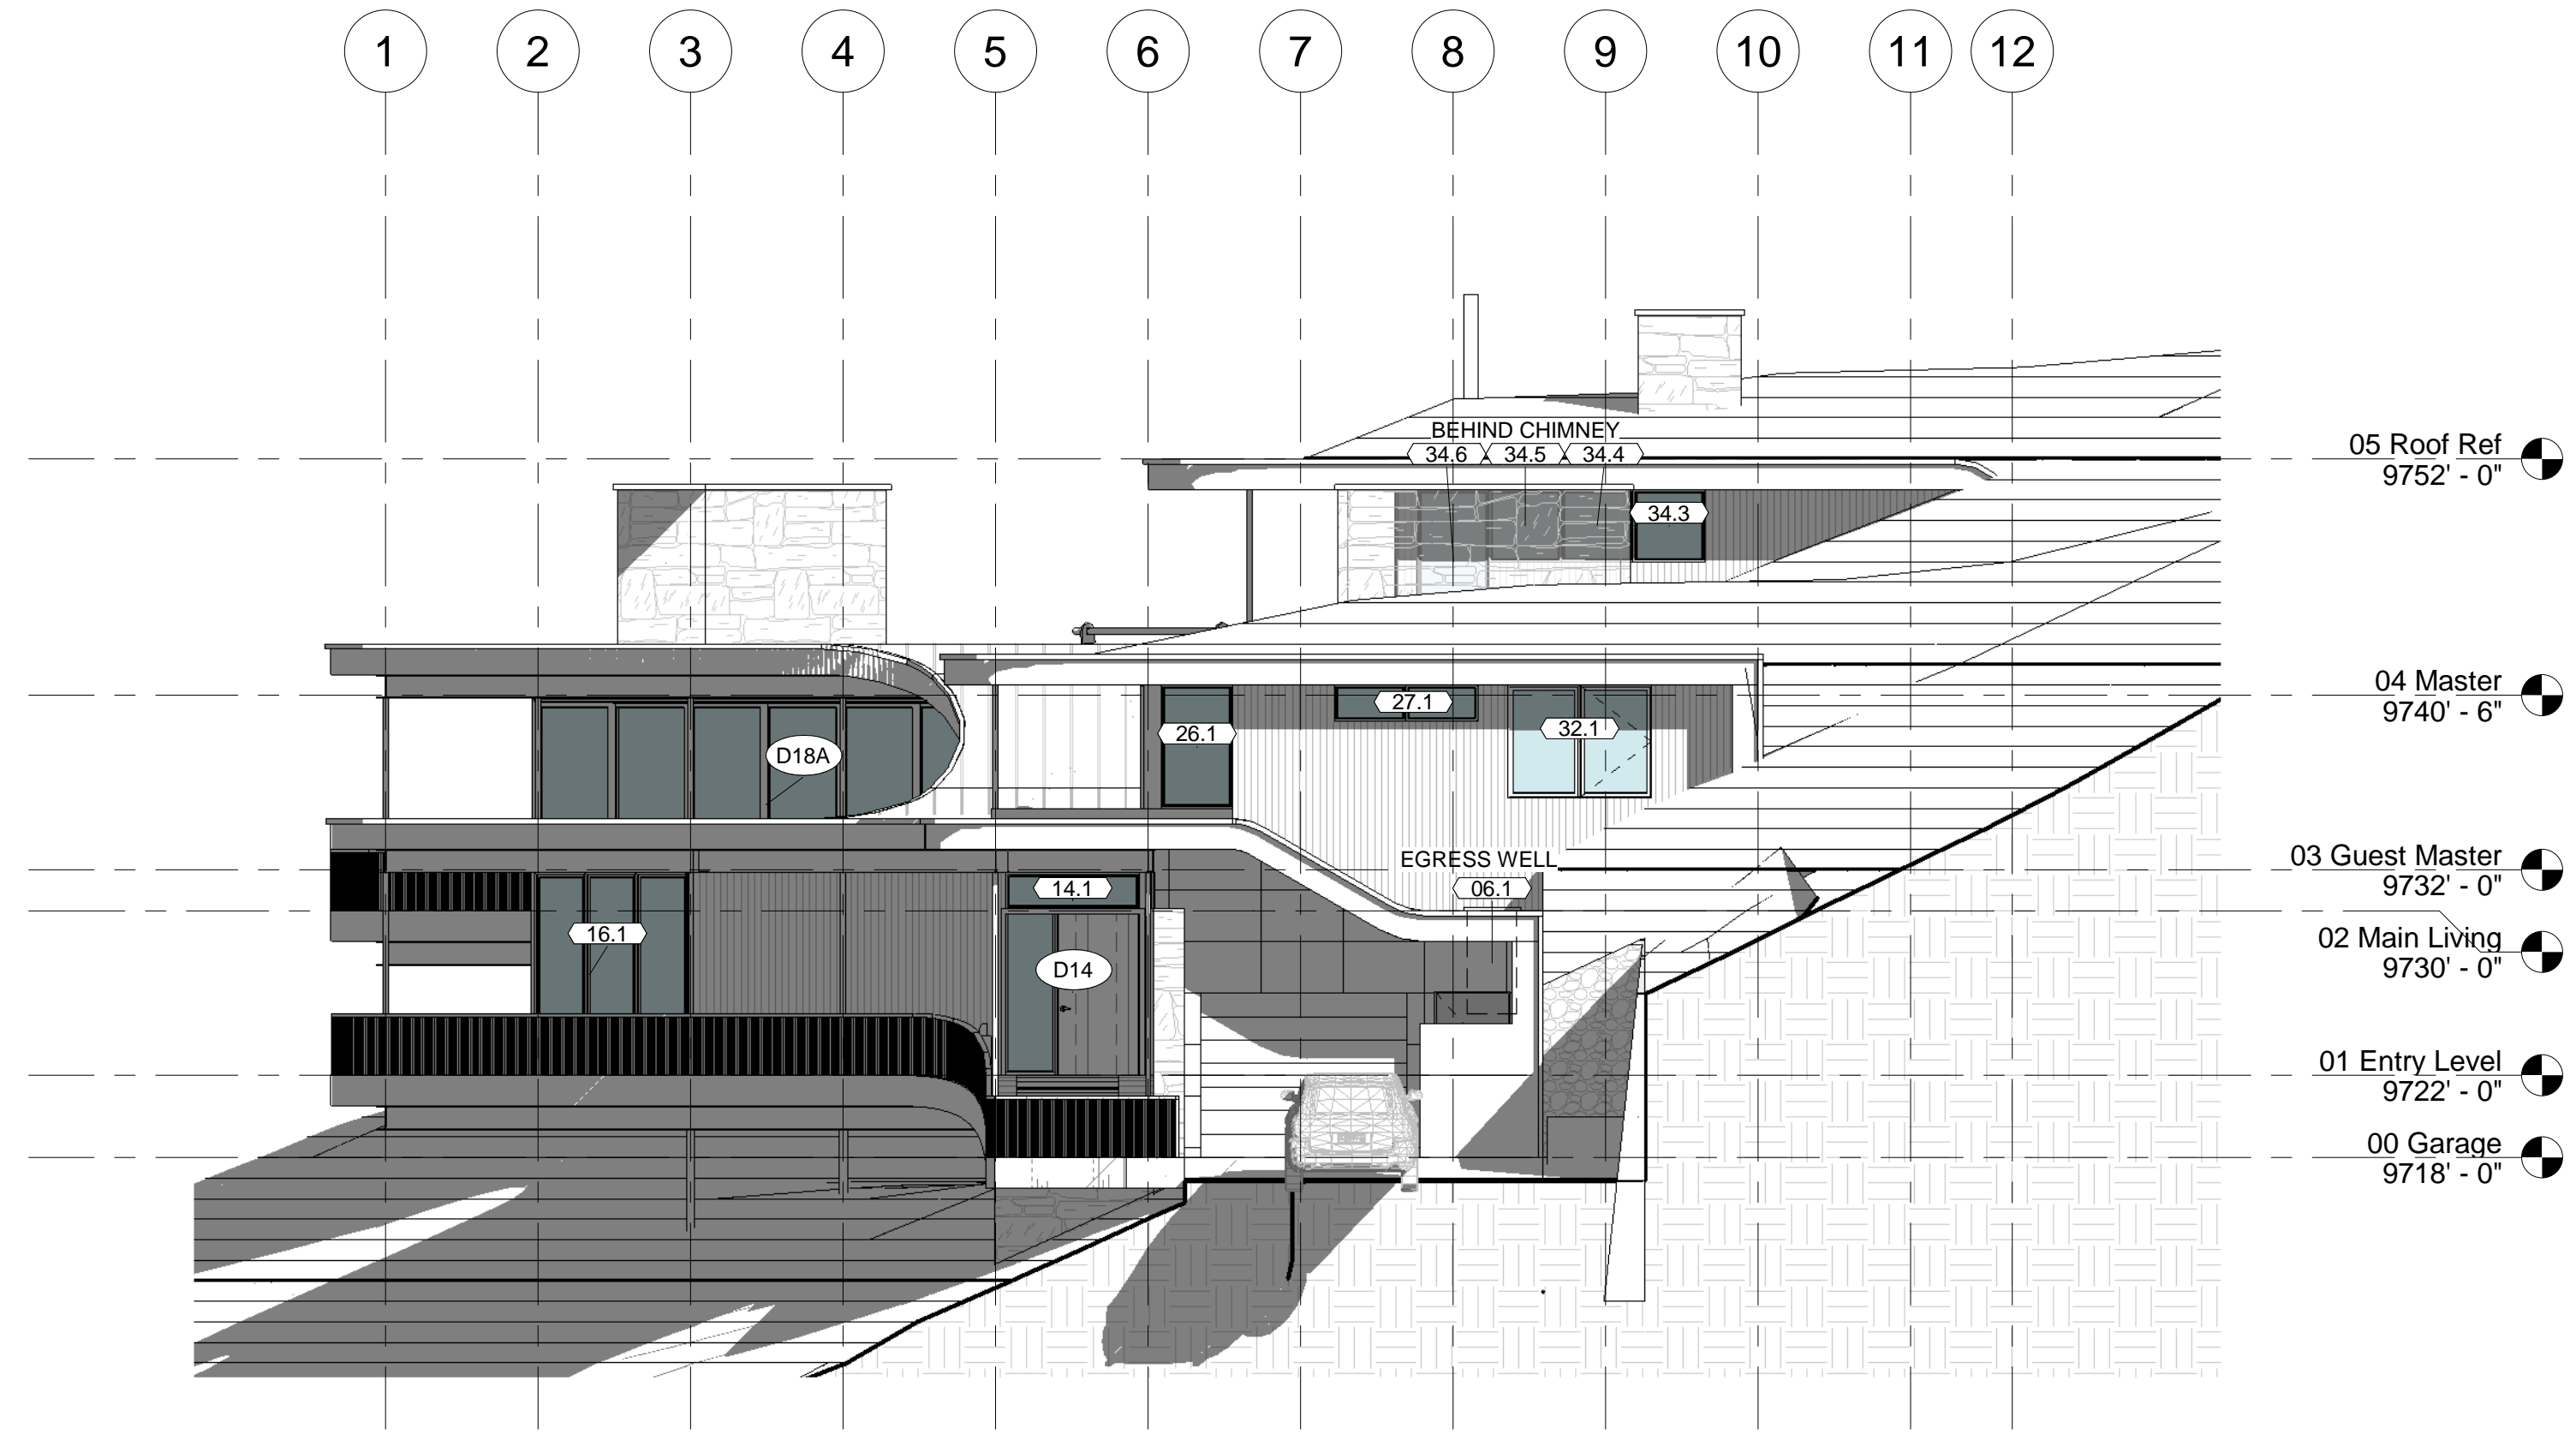 1 2 3 4 5 6 7 8 9 10 11 12
BEHIND CHIMNEY
34.6 34.5 34.4
34.3
05 Roof Ref
9752' - 0"
04 Master
9740' - 6"
27.1
26.1
32.1
D18A
EGRESS WELL
03 Guest Master
9732' - 0"
14.1
06.1
16.1
02 Main Living
9730' - 0"
D14
01 Entry Level
9722' - 0"
00 Garage
9718' - 0"